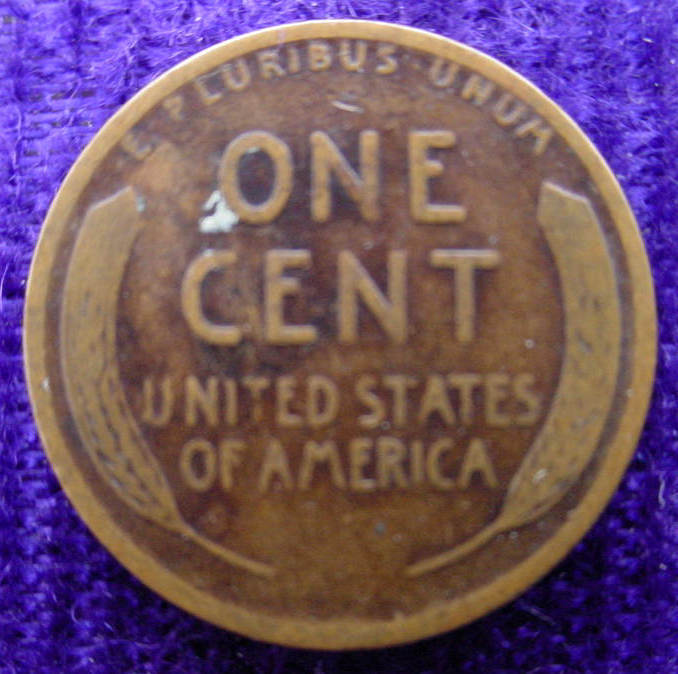 E PLURIBUS UNUM
ONE
CENT
UNITED STATES
OF AMERICA